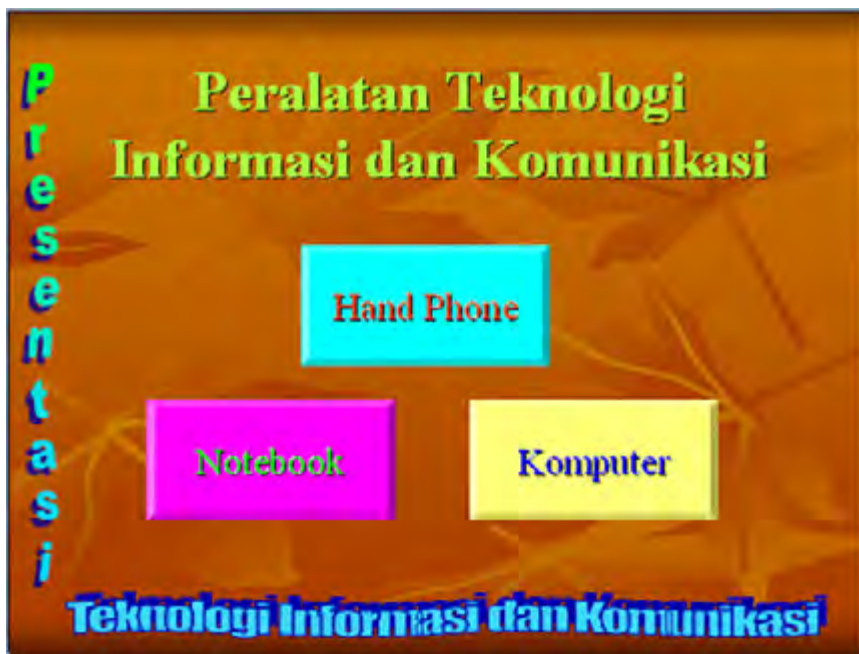 Presentasi
Peralatan Teknologi
Informasi dan Komunikasi
Hand Phone
Notebook
Komputer
Teknologi Informasi dan Komunikasi